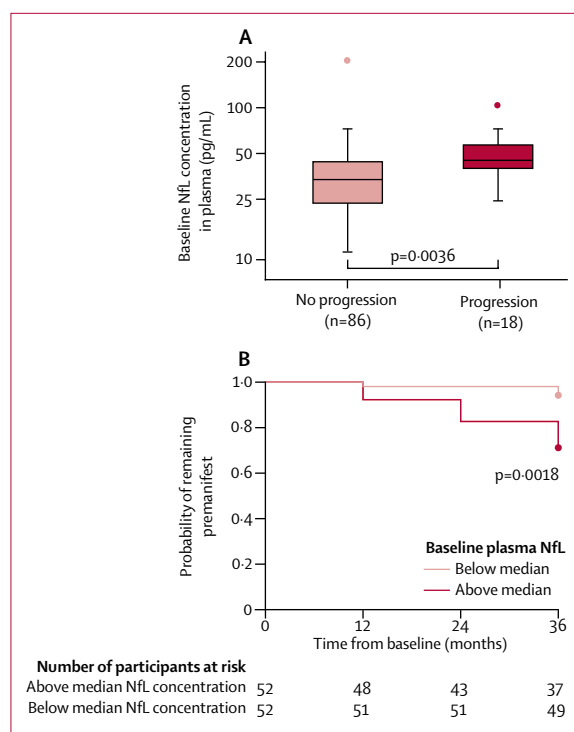 A
Baseline NfL concentration
in plasma (pg/mL)
200
100
50
25
10
p=0·0036
No progression
(n=86)
Progression
(n=18)
B
Probability of remaining
premanifest
1·0
0·8
0·6
0·4
0·2
0
p=0·0018
Baseline plasma NfL
Below median
Above median
0 12 24 36
Time from baseline (months)
Number of participants at risk
Above median NfL concentration 52 48 43 37
Below median NfL concentration 52 51 51 49